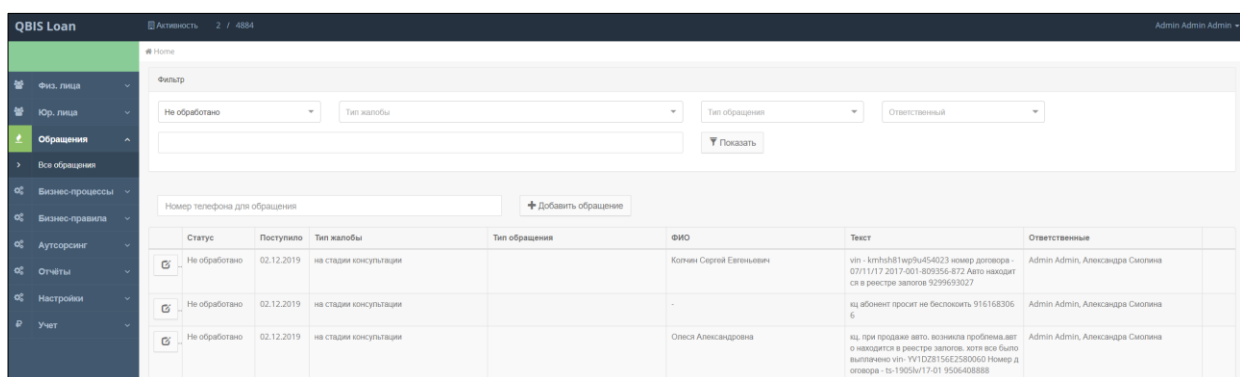 QBIS Loan
Активность 2 / 4884
Admin Admin Admin
Home
Физ. лица
Юр. лица
Обращения
Все обращения
Бизнес-процессы
Бизнес-правила
Аутсорсинг
Отчёты
Настройки
Учет
Фильтр
Не обработано Тип жалобы Тип обращения Ответственный
Показать
Номер телефона для обращения Добавить обращение
Статус Поступило Тип жалобы Тип обращения ФИО Текст Ответственные
Не обработано 02.12.2019 на стадии консультации Колчин Сергей Евгеньевич vin - kmhsh81wp9u454023 номер договора -
07/11/17 2017-001-809356-872 Авто находит
ся в реестре залогов 9299693027
Admin Admin, Александра Смолина
Не обработано 02.12.2019 на стадии консультации - кц абонент просит не беспокоить 916168306
6
Admin Admin, Александра Смолина
Не обработано 02.12.2019 на стадии консультации Олеся Александровна кц. при продаже авто. возникла проблема.авт
о находится в реестре залогов. хотя все было
выплачено vin- YV1DZ8156E2580060 Номер д
оговора - ts-1905lv/17-01 9506408888
Admin Admin, Александра Смолина